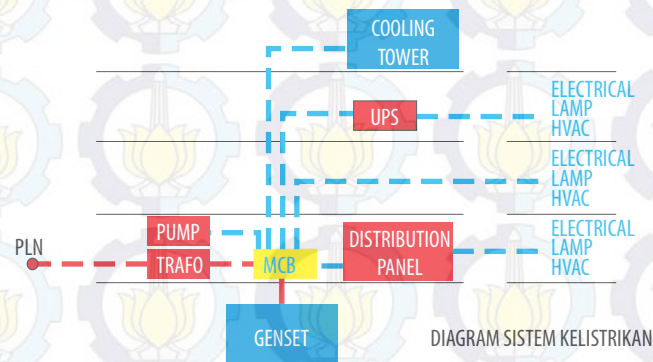 COOLING
TOWER
UPS
ELECTRICAL
LAMP
HVAC
ELECTRICAL
LAMP
HVAC
PLN
PUMP
TRAFO
MCB
DISTRIBUTION
PANEL
ELECTRICAL
LAMP
HVAC
GENSET
DIAGRAM SISTEM KELISTRIKAN